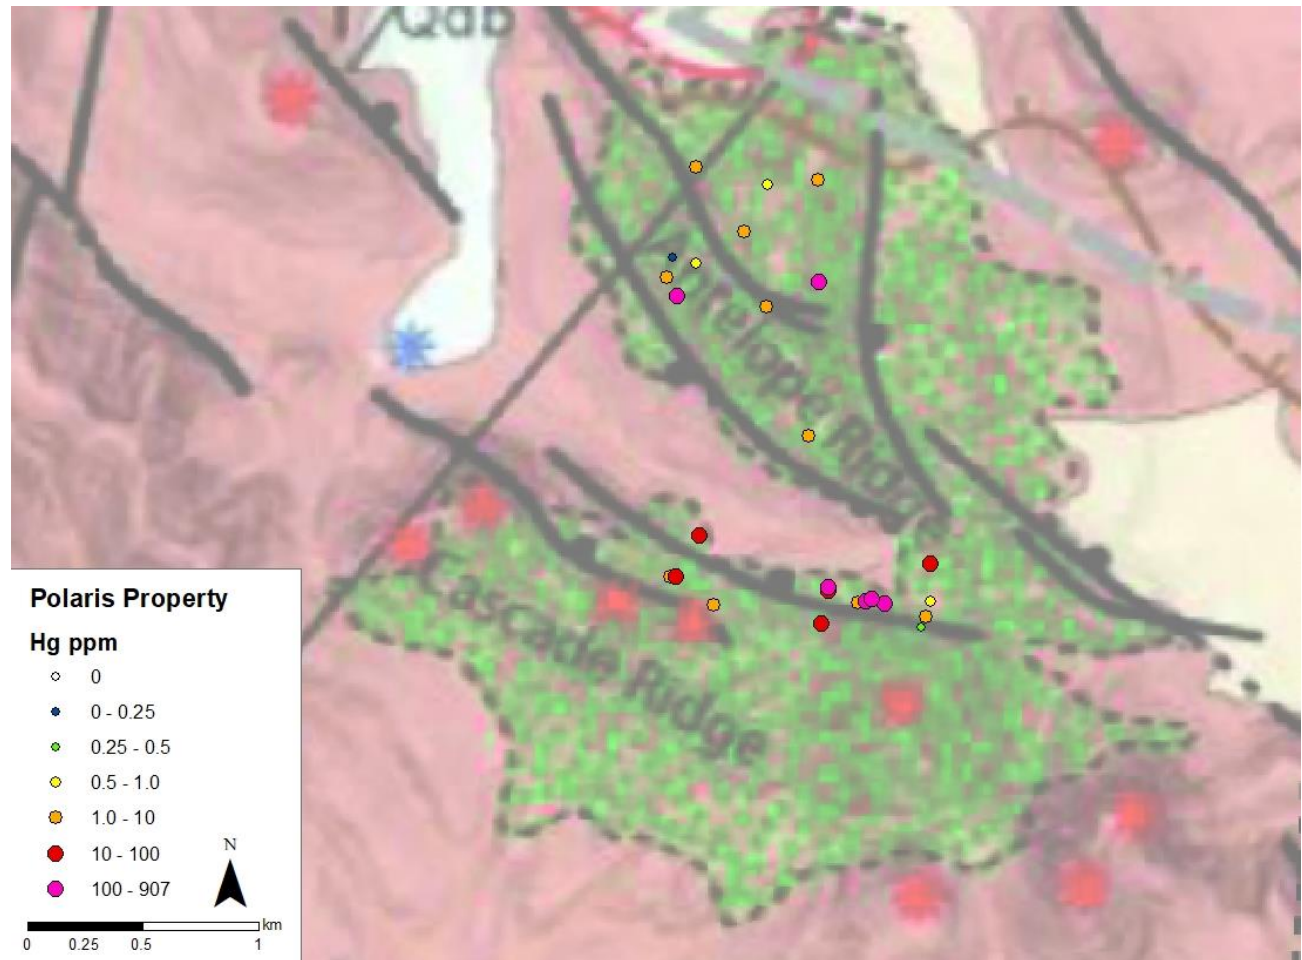 Qab
Antelope Ridge
Cascade Ridge
Polaris Property
Hg ppm
0
0 - 0.25
0.25 - 0.5
0.5 - 1.0
1.0 - 10
10 - 100
100 - 907
N
km
0 0.25 0.5 1